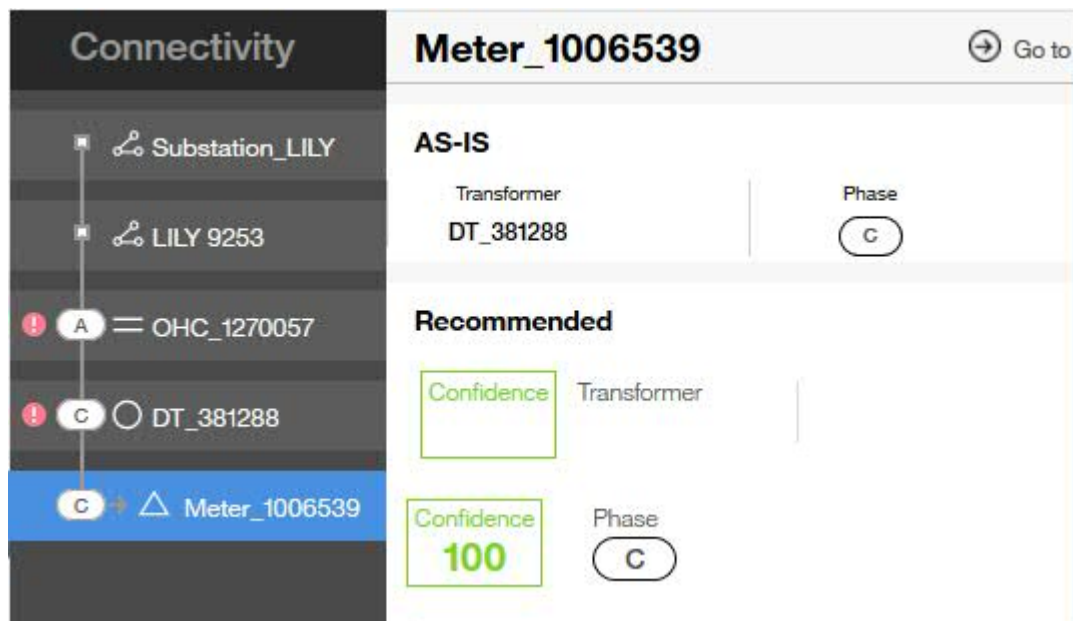 Connectivity
Substation_LILY
LILY 9253
! A OHC_1270057
! C DT_381288
C Meter_1006539
Meter_1006539
Go to
AS-IS
Transformer Phase
DT_381288 C
Recommended
Confidence Transformer
Confidence Phase
100 C